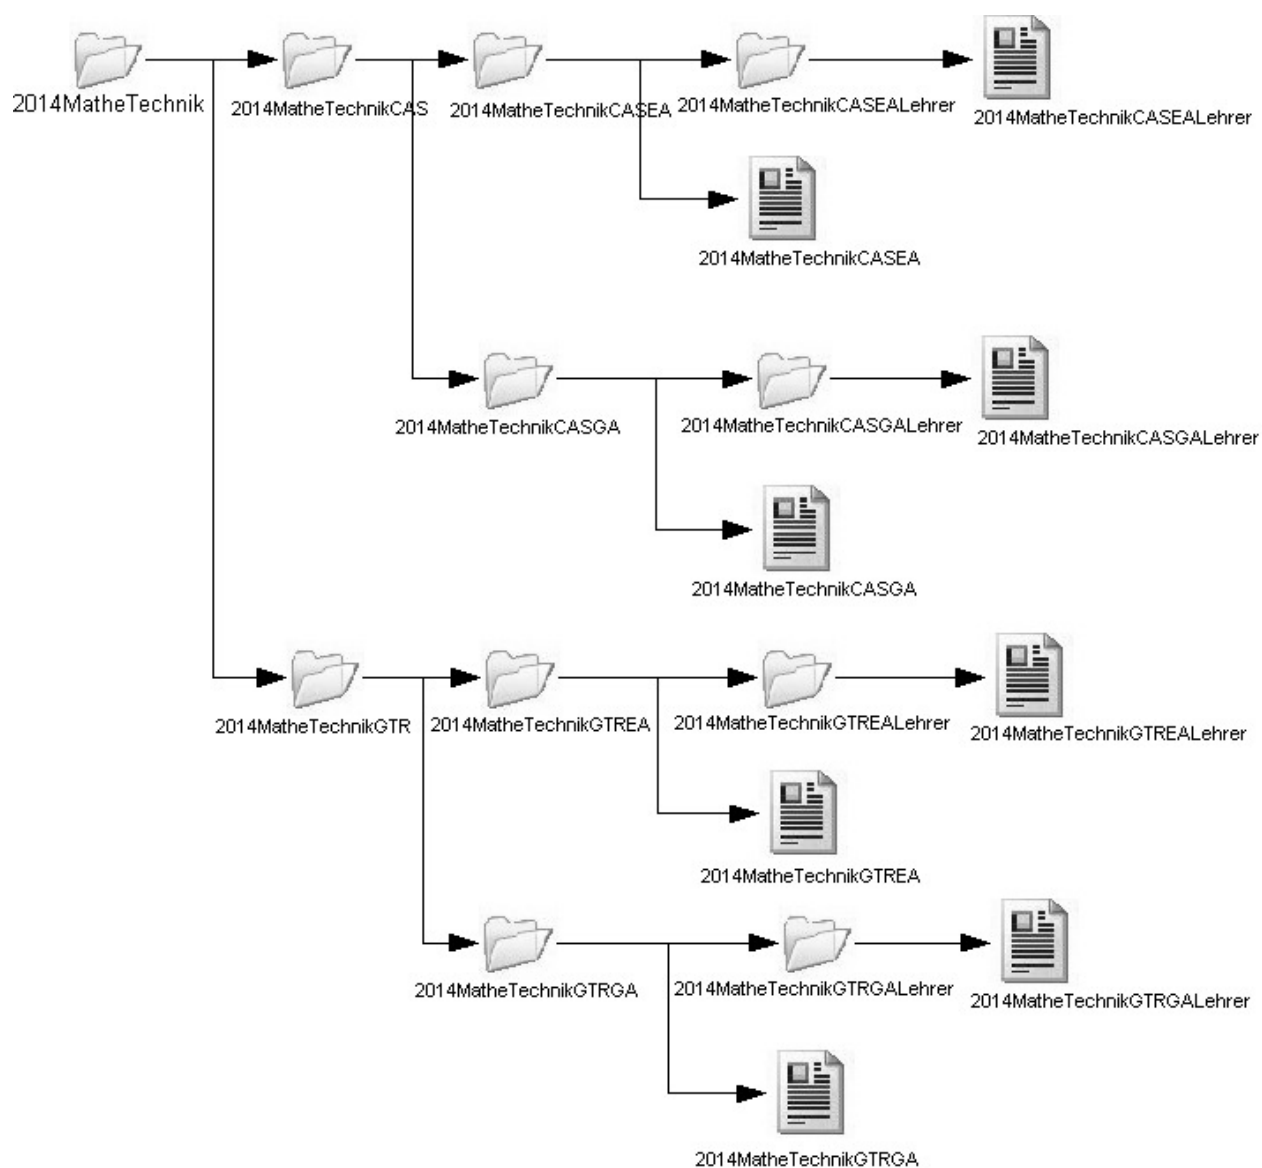 2014MatheTechnik
2014MatheTechnikCAS
2014MatheTechnikCASEA
2014MatheTechnikCASEALehrer
2014MatheTechnikCASEALehrer
2014MatheTechnikCASEA
2014MatheTechnikCASGA
2014MatheTechnikCASGALehrer
2014MatheTechnikCASGALehrer
2014MatheTechnikCASGA
2014MatheTechnikGTR
2014MatheTechnikGTREA
2014MatheTechnikGTREALehrer
2014MatheTechnikGTREALehrer
2014MatheTechnikGTREA
2014MatheTechnikGTRGA
2014MatheTechnikGTRGALehrer
2014MatheTechnikGTRGALehrer
2014MatheTechnikGTRGA